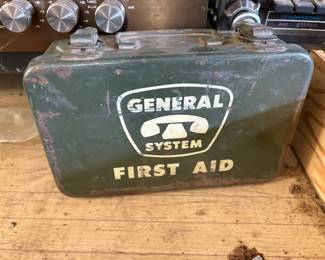 GENERAL
SYSTEM
FIRST AID